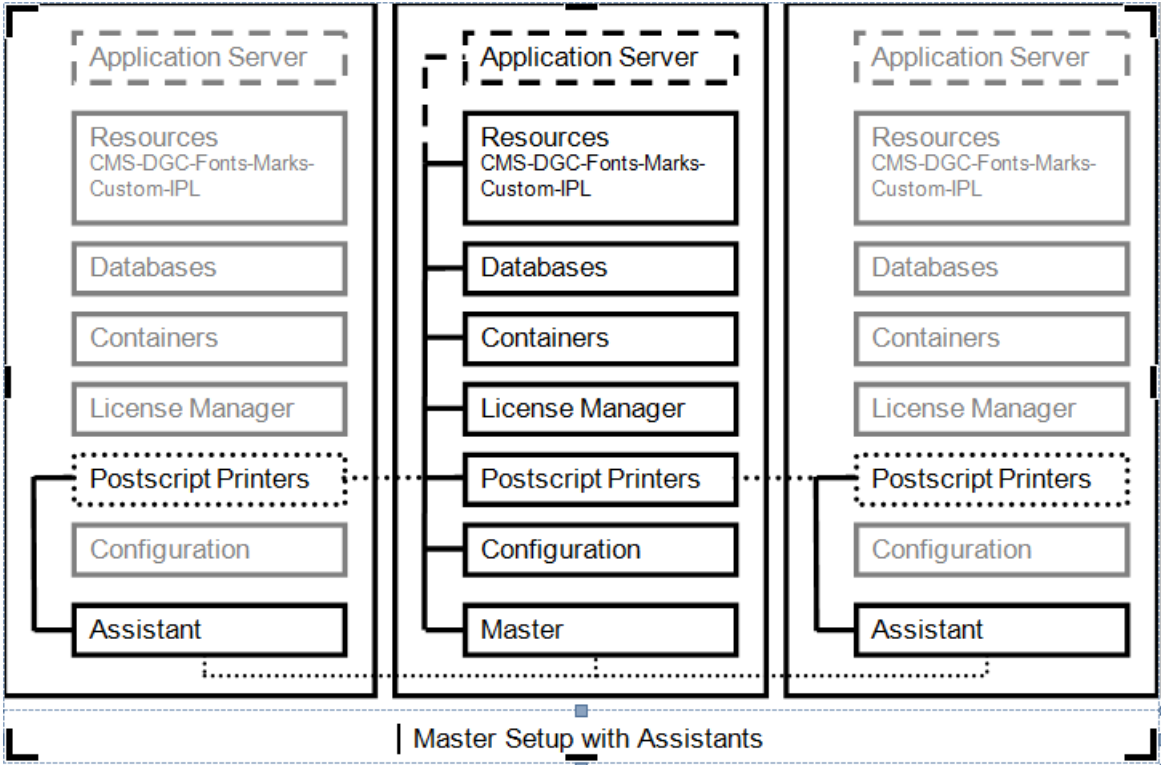 Application Server
Resources
CMS-DGC-Fonts-Marks-
Custom-IPL
Databases
Containers
License Manager
Postscript Printers
Configuration
Assistant
Application Server
Resources
CMS-DGC-Fonts-Marks-
Custom-IPL
Databases
Containers
License Manager
Postscript Printers
Configuration
Master
Application Server
Resources
CMS-DGC-Fonts-Marks-
Custom-IPL
Databases
Containers
License Manager
Postscript Printers
Configuration
Assistant
Master Setup with Assistants